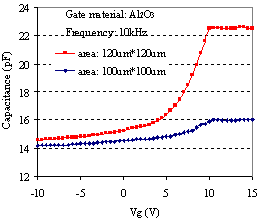 Gate material: Al2O3
Frequency: 10kHz
area: 120um*120um
area: 100um*100um
Capacitance (pF)
24
22
20
18
16
14
12
-10
-5
0
5
10
15
Vg (V)